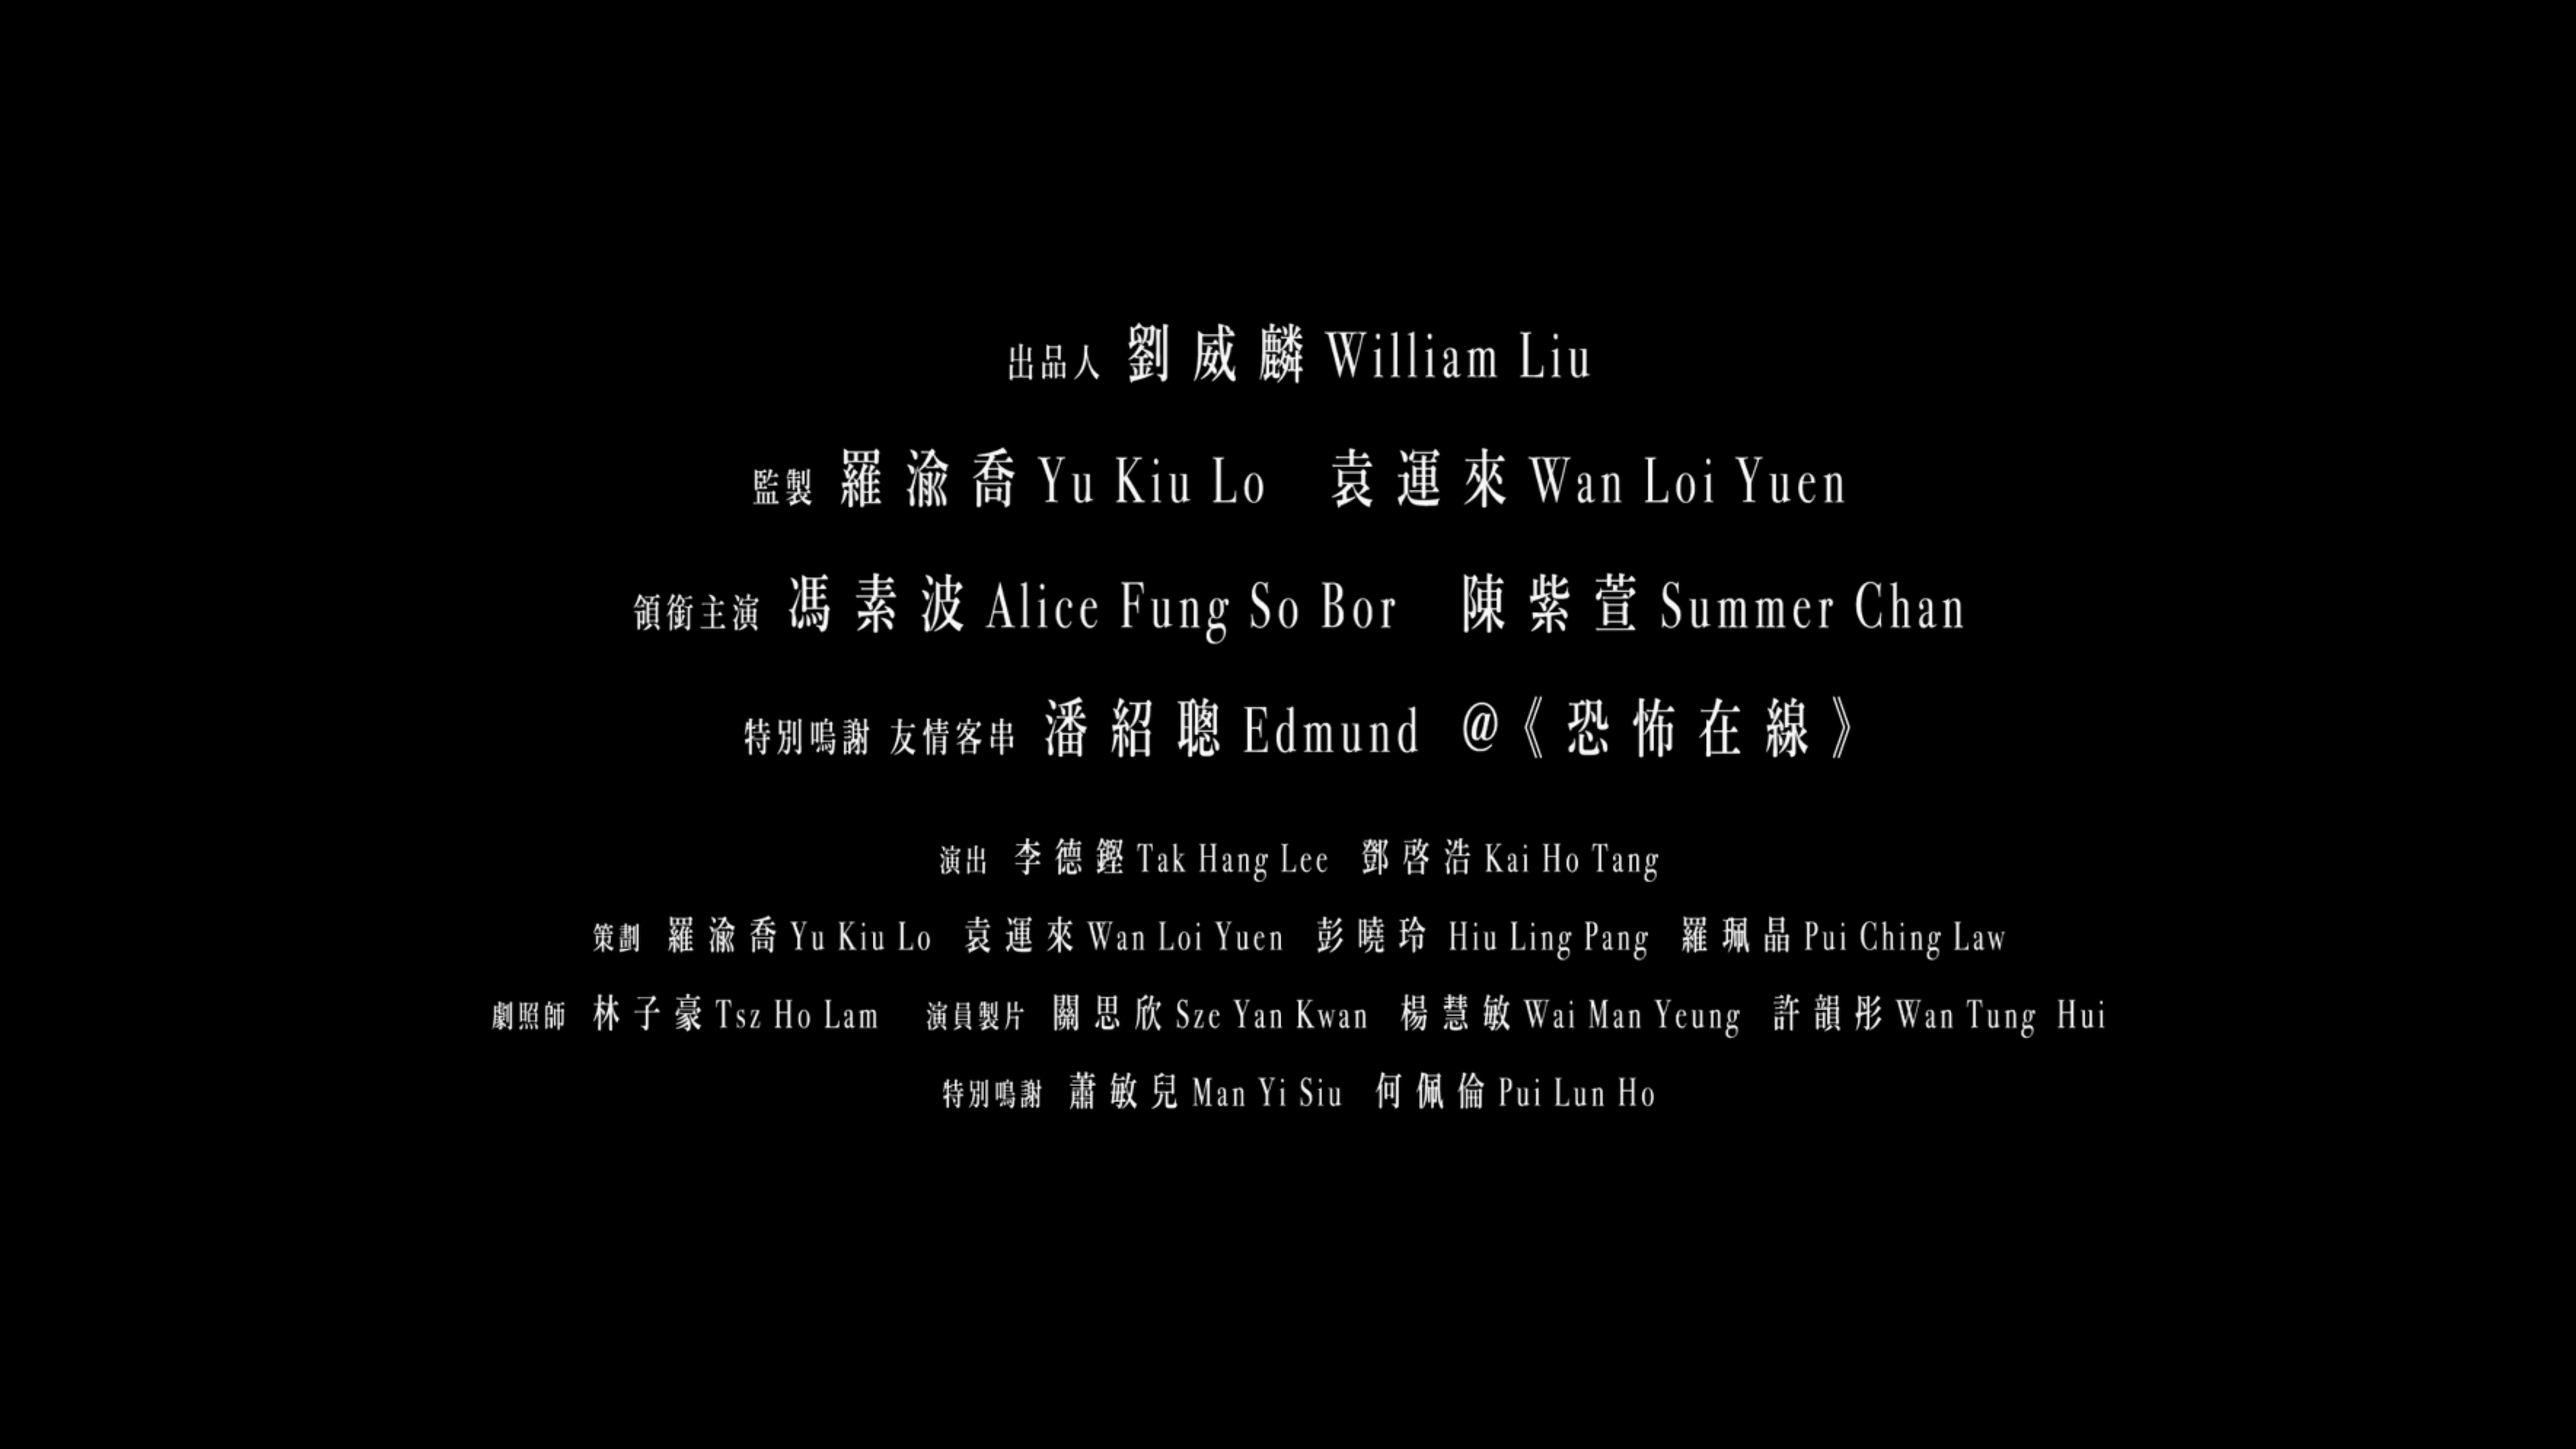 出品人 劉威麟 William Liu
監製 羅渝喬 Yu Kiu Lo 袁運來 Wan Loi Yuen
領銜主演 馮素波 Alice Fung So Bor 陳紫萱 Summer Chan
特別鳴謝 友情客串 潘紹聰 Edmund @《恐怖在線》
演出 李德鏗 Tak Hang Lee 鄧啓浩 Kai Ho Tang
策劃 羅渝喬 Yu Kiu Lo 袁運來 Wan Loi Yuen 彭曉玲 Hiu Ling Pang 羅珮晶 Pui Ching Law
劇照師 林子豪 Tsz Ho Lam 演員製片 關思欣 Sze Yan Kwan 楊慧敏 Wai Man Yeung 許韻彤 Wan Tung Hui
特別鳴謝 蕭敏兒 Man Yi Siu 何佩倫 Pui Lun Ho